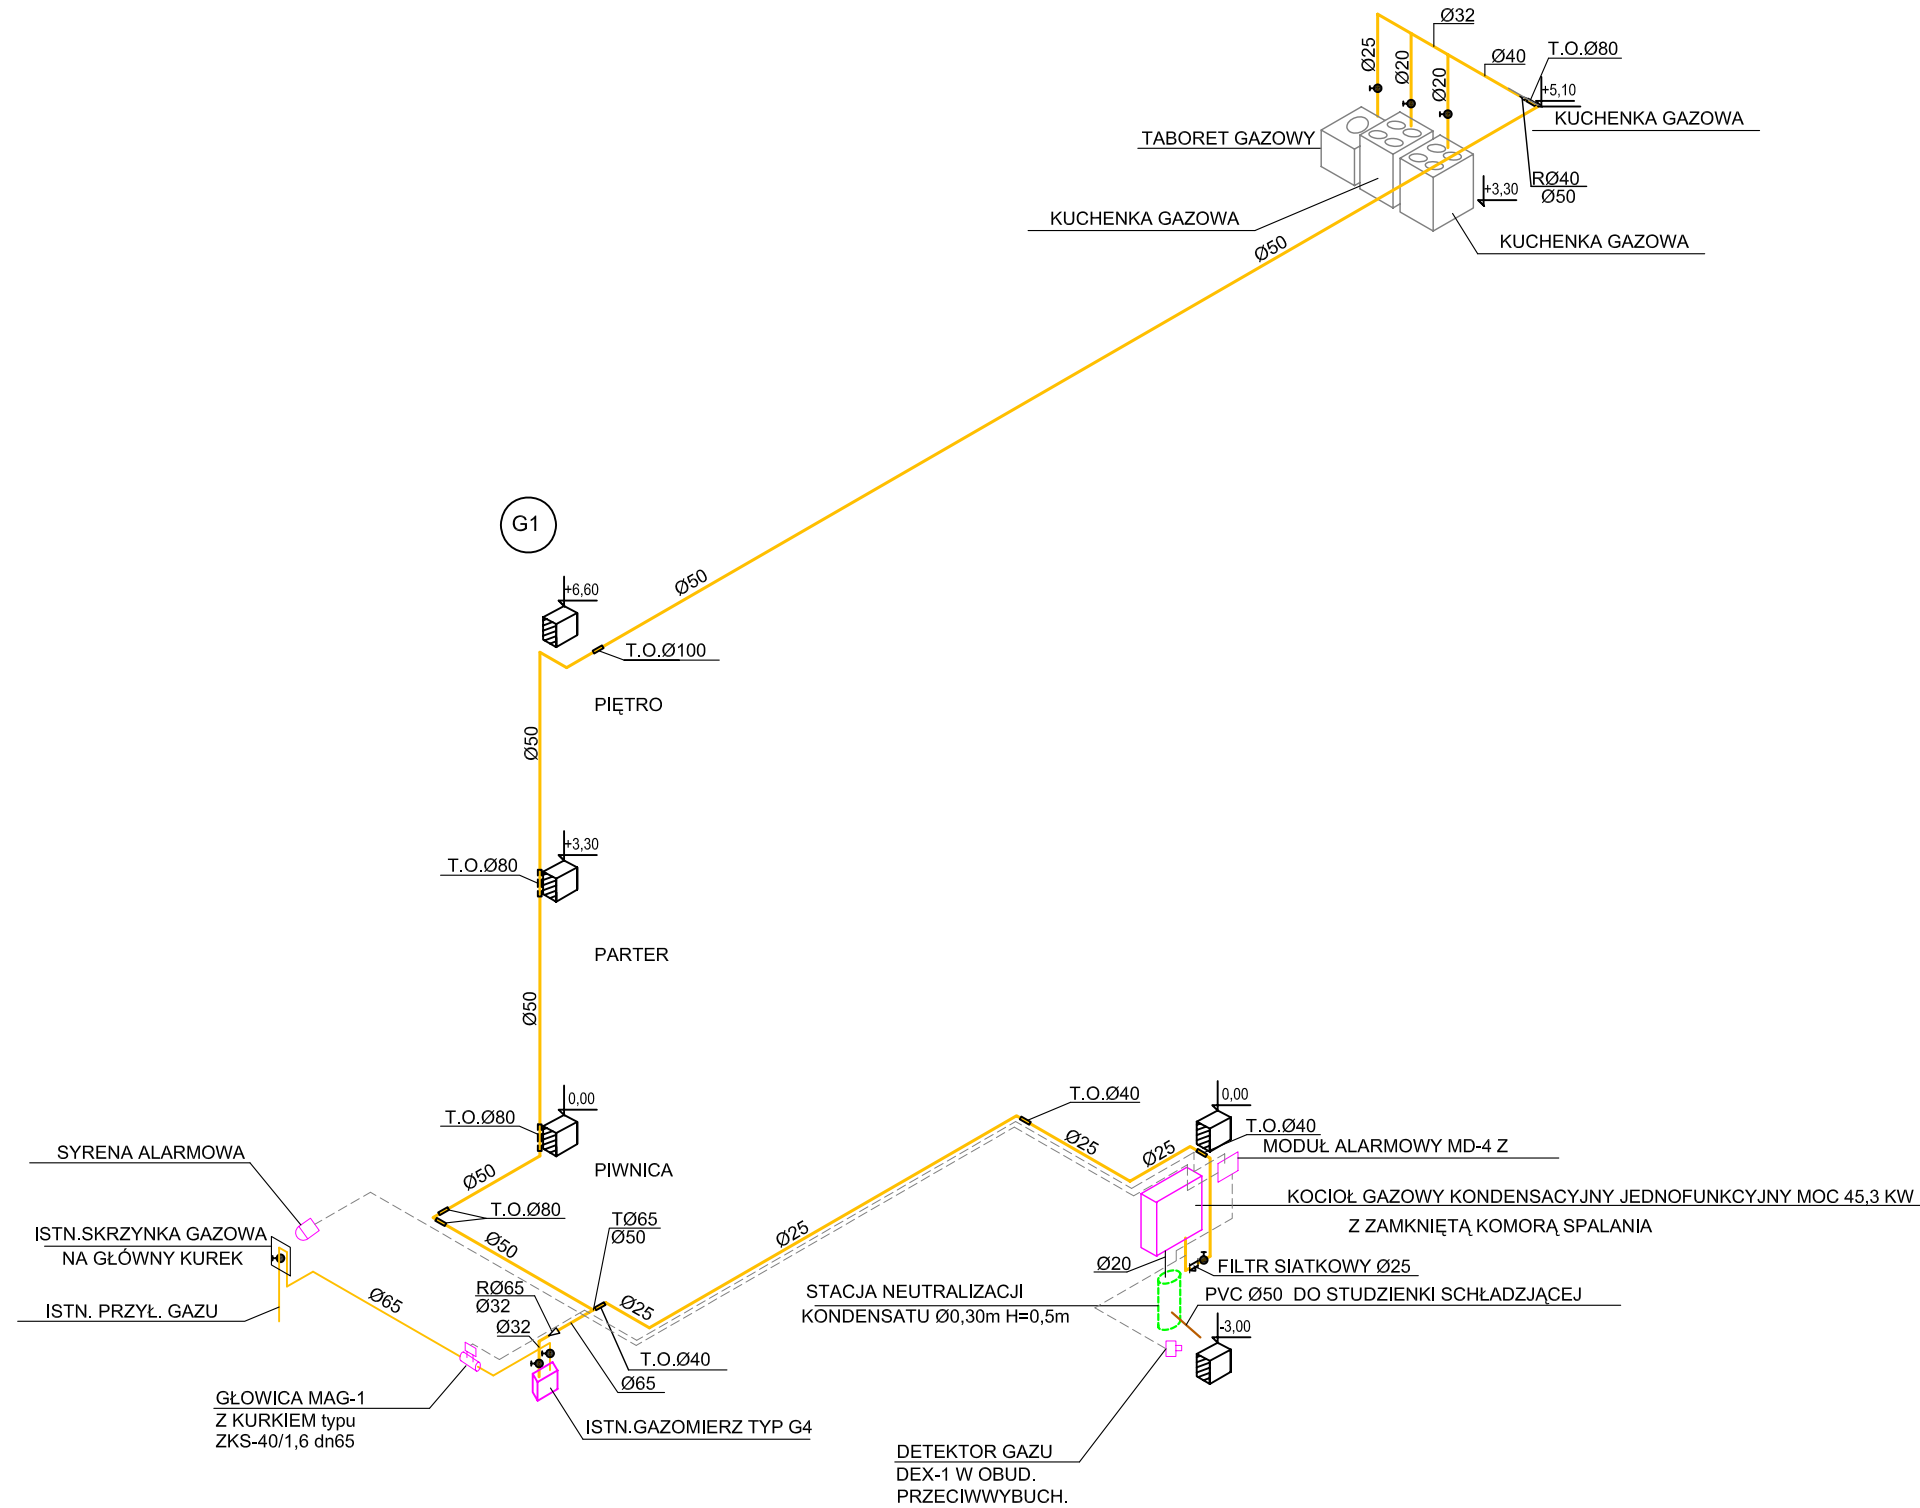 Ø32
Ø40
T.O.Ø80
Ø25
Ø20
Ø20
+5,10
KUCHENKA GAZOWA
TABORET GAZOWY
RØ40
Ø50
+3,30
KUCHENKA GAZOWA
KUCHENKA GAZOWA
Ø50
G1
Ø50
+6,60
T.O.Ø100
PIĘTRO
Ø50
+3,30
T.O.Ø80
PARTER
Ø50
0,00
T.O.Ø80
PIWNICA
SYRENA ALARMOWA
Ø50
T.O.Ø80
ISTN.SKRZYNKA GAZOWA
NA GŁÓWNY KUREK
ISTN. PRZYŁ. GAZU
Ø50
TØ65
Ø50
Ø65
RØ65
Ø32
Ø32
Ø25
T.O.Ø40
Ø65
GŁOWICA MAG-1
Z KURKIEM typu
ZKS-40/1,6 dn65
ISTN.GAZOMIERZ TYP G4
Ø25
T.O.Ø40
Ø25
Ø25
0,00
T.O.Ø40
MODUŁ ALARMOWY MD-4 Z
KOCIOŁ GAZOWY KONDENSACYJNY JEDNOFUNKCYJNY MOC 45,3 KW
Z ZAMKNIĘTĄ KOMORĄ SPALANIA
Ø20
FILTR SIATKOWY Ø25
STACJA NEUTRALIZACJI
KONDENSATU Ø0,30m H=0,5m
PVC Ø50 DO STUDZIENKI SCHŁADZJĄCEJ
-3,00
DETEKTOR GAZU
DEX-1 W OBUD.
PRZECIWWYBUCH.